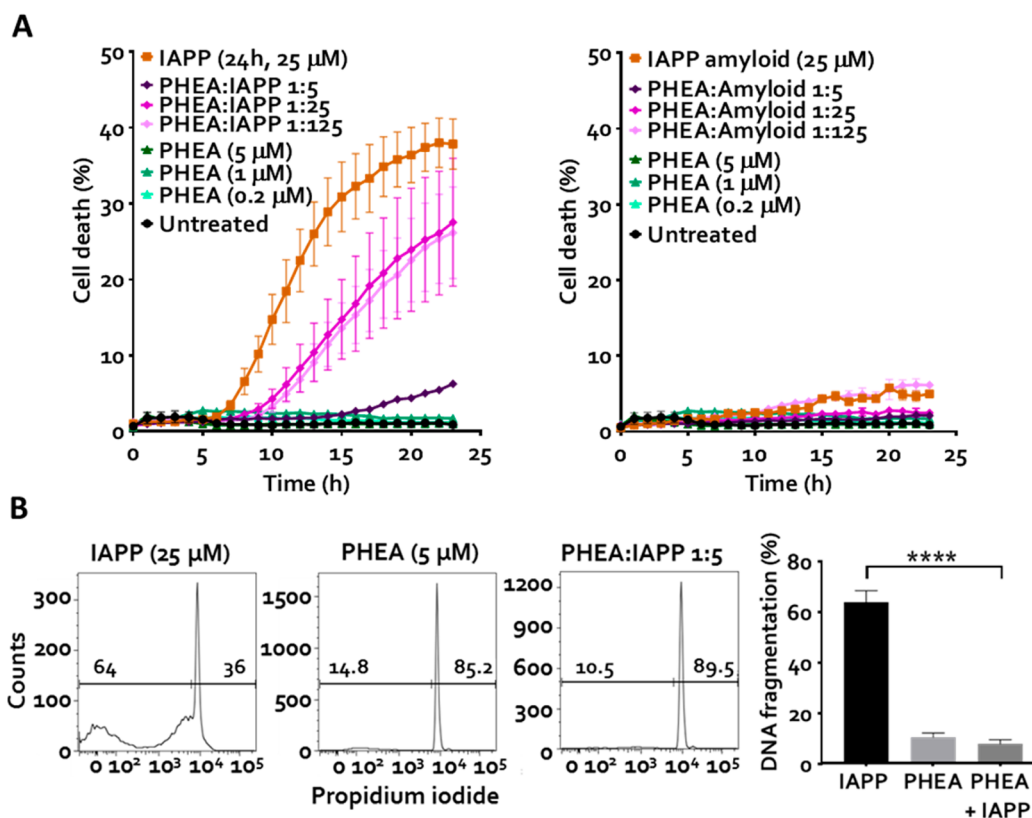 A
IAPP (24h, 25 µM)
PHEA:IAPP 1:5
PHEA:IAPP 1:25
PHEA:IAPP 1:125
PHEA (5 µM)
PHEA (1 µM)
PHEA (0.2 µM)
Untreated
Cell death (%)
50
40
30
20
10
0
0 5 10 15 20 25
Time (h)
IAPP amyloid (25 µM)
PHEA:Amyloid 1:5
PHEA:Amyloid 1:25
PHEA:Amyloid 1:125
PHEA (5 µM)
PHEA (1 µM)
PHEA (0.2 µM)
Untreated
Cell death (%)
50
40
30
20
10
0
0 5 10 15 20 25
Time (h)
B
IAPP (25 µM)
Counts
300
200
100
0
64 36
0 10² 10³ 10⁴ 10⁵
PHEA (5 µM)
1500
1000
500
0
14.8 85.2
0 10² 10³ 10⁴ 10⁵
Propidium iodide
PHEA:IAPP 1:5
1200
900
600
300
0
10.5 89.5
0 10² 10³ 10⁴ 10⁵
DNA fragmentation (%)
80
60
40
20
0
****
IAPP PHEA PHEA
+ IAPP